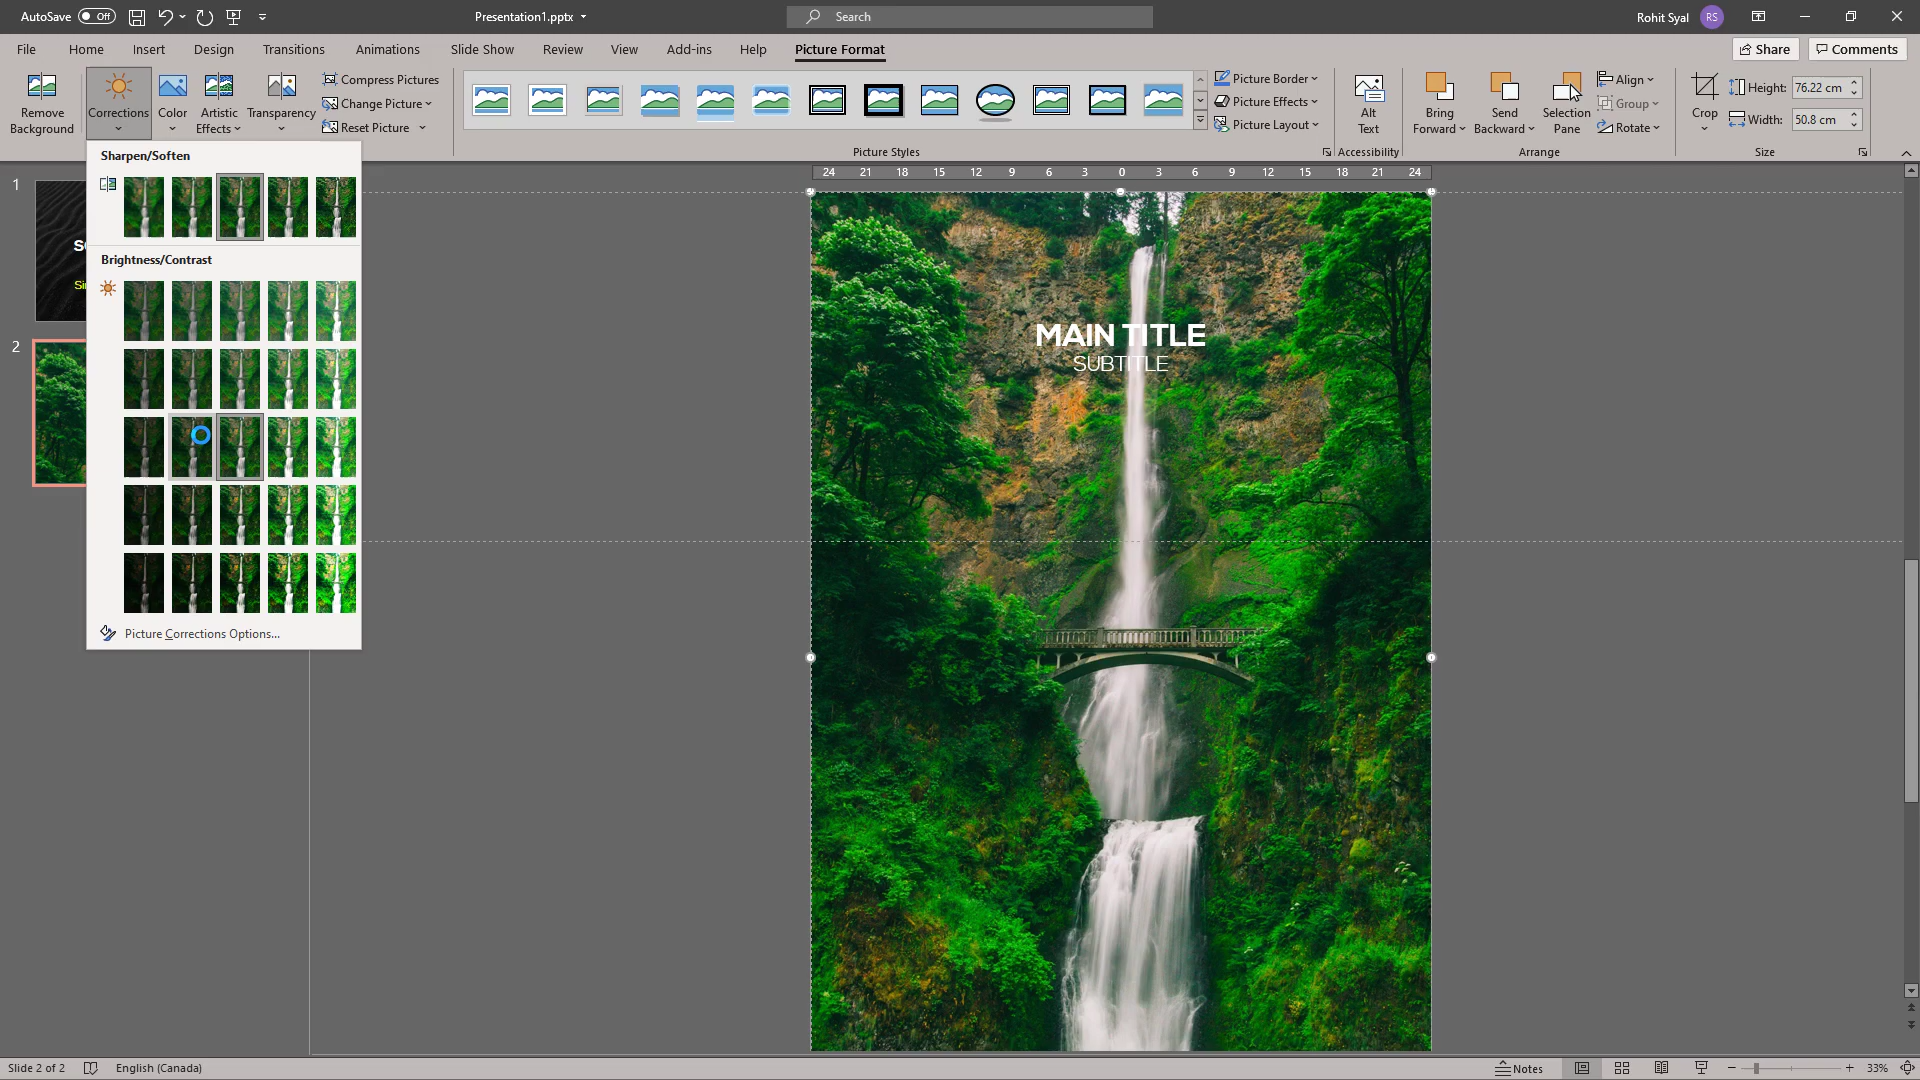 AutoSave Off
Presentation1.pptx
Search
Rohit Syal RS
File Home Insert Design Transitions Animations Slide Show Review View Add-ins Help Picture Format
Share Comments
Remove Background
Corrections
Color
Artistic Effects
Transparency
Compress Pictures
Change Picture
Reset Picture
Picture Styles
Picture Border
Picture Effects
Picture Layout
Alt Text
Accessibility
Bring Forward
Send Backward
Selection Pane
Align
Group
Rotate
Arrange
Crop
Height: 76.22 cm
Width: 50.8 cm
Size
Sharpen/Soften
Brightness/Contrast
Picture Corrections Options...
1
2
24 21 18 15 12 9 6 3 0 3 6 9 12 15 18 21 24
MAIN TITLE
SUBTITLE
Slide 2 of 2
English (Canada)
Notes
33%